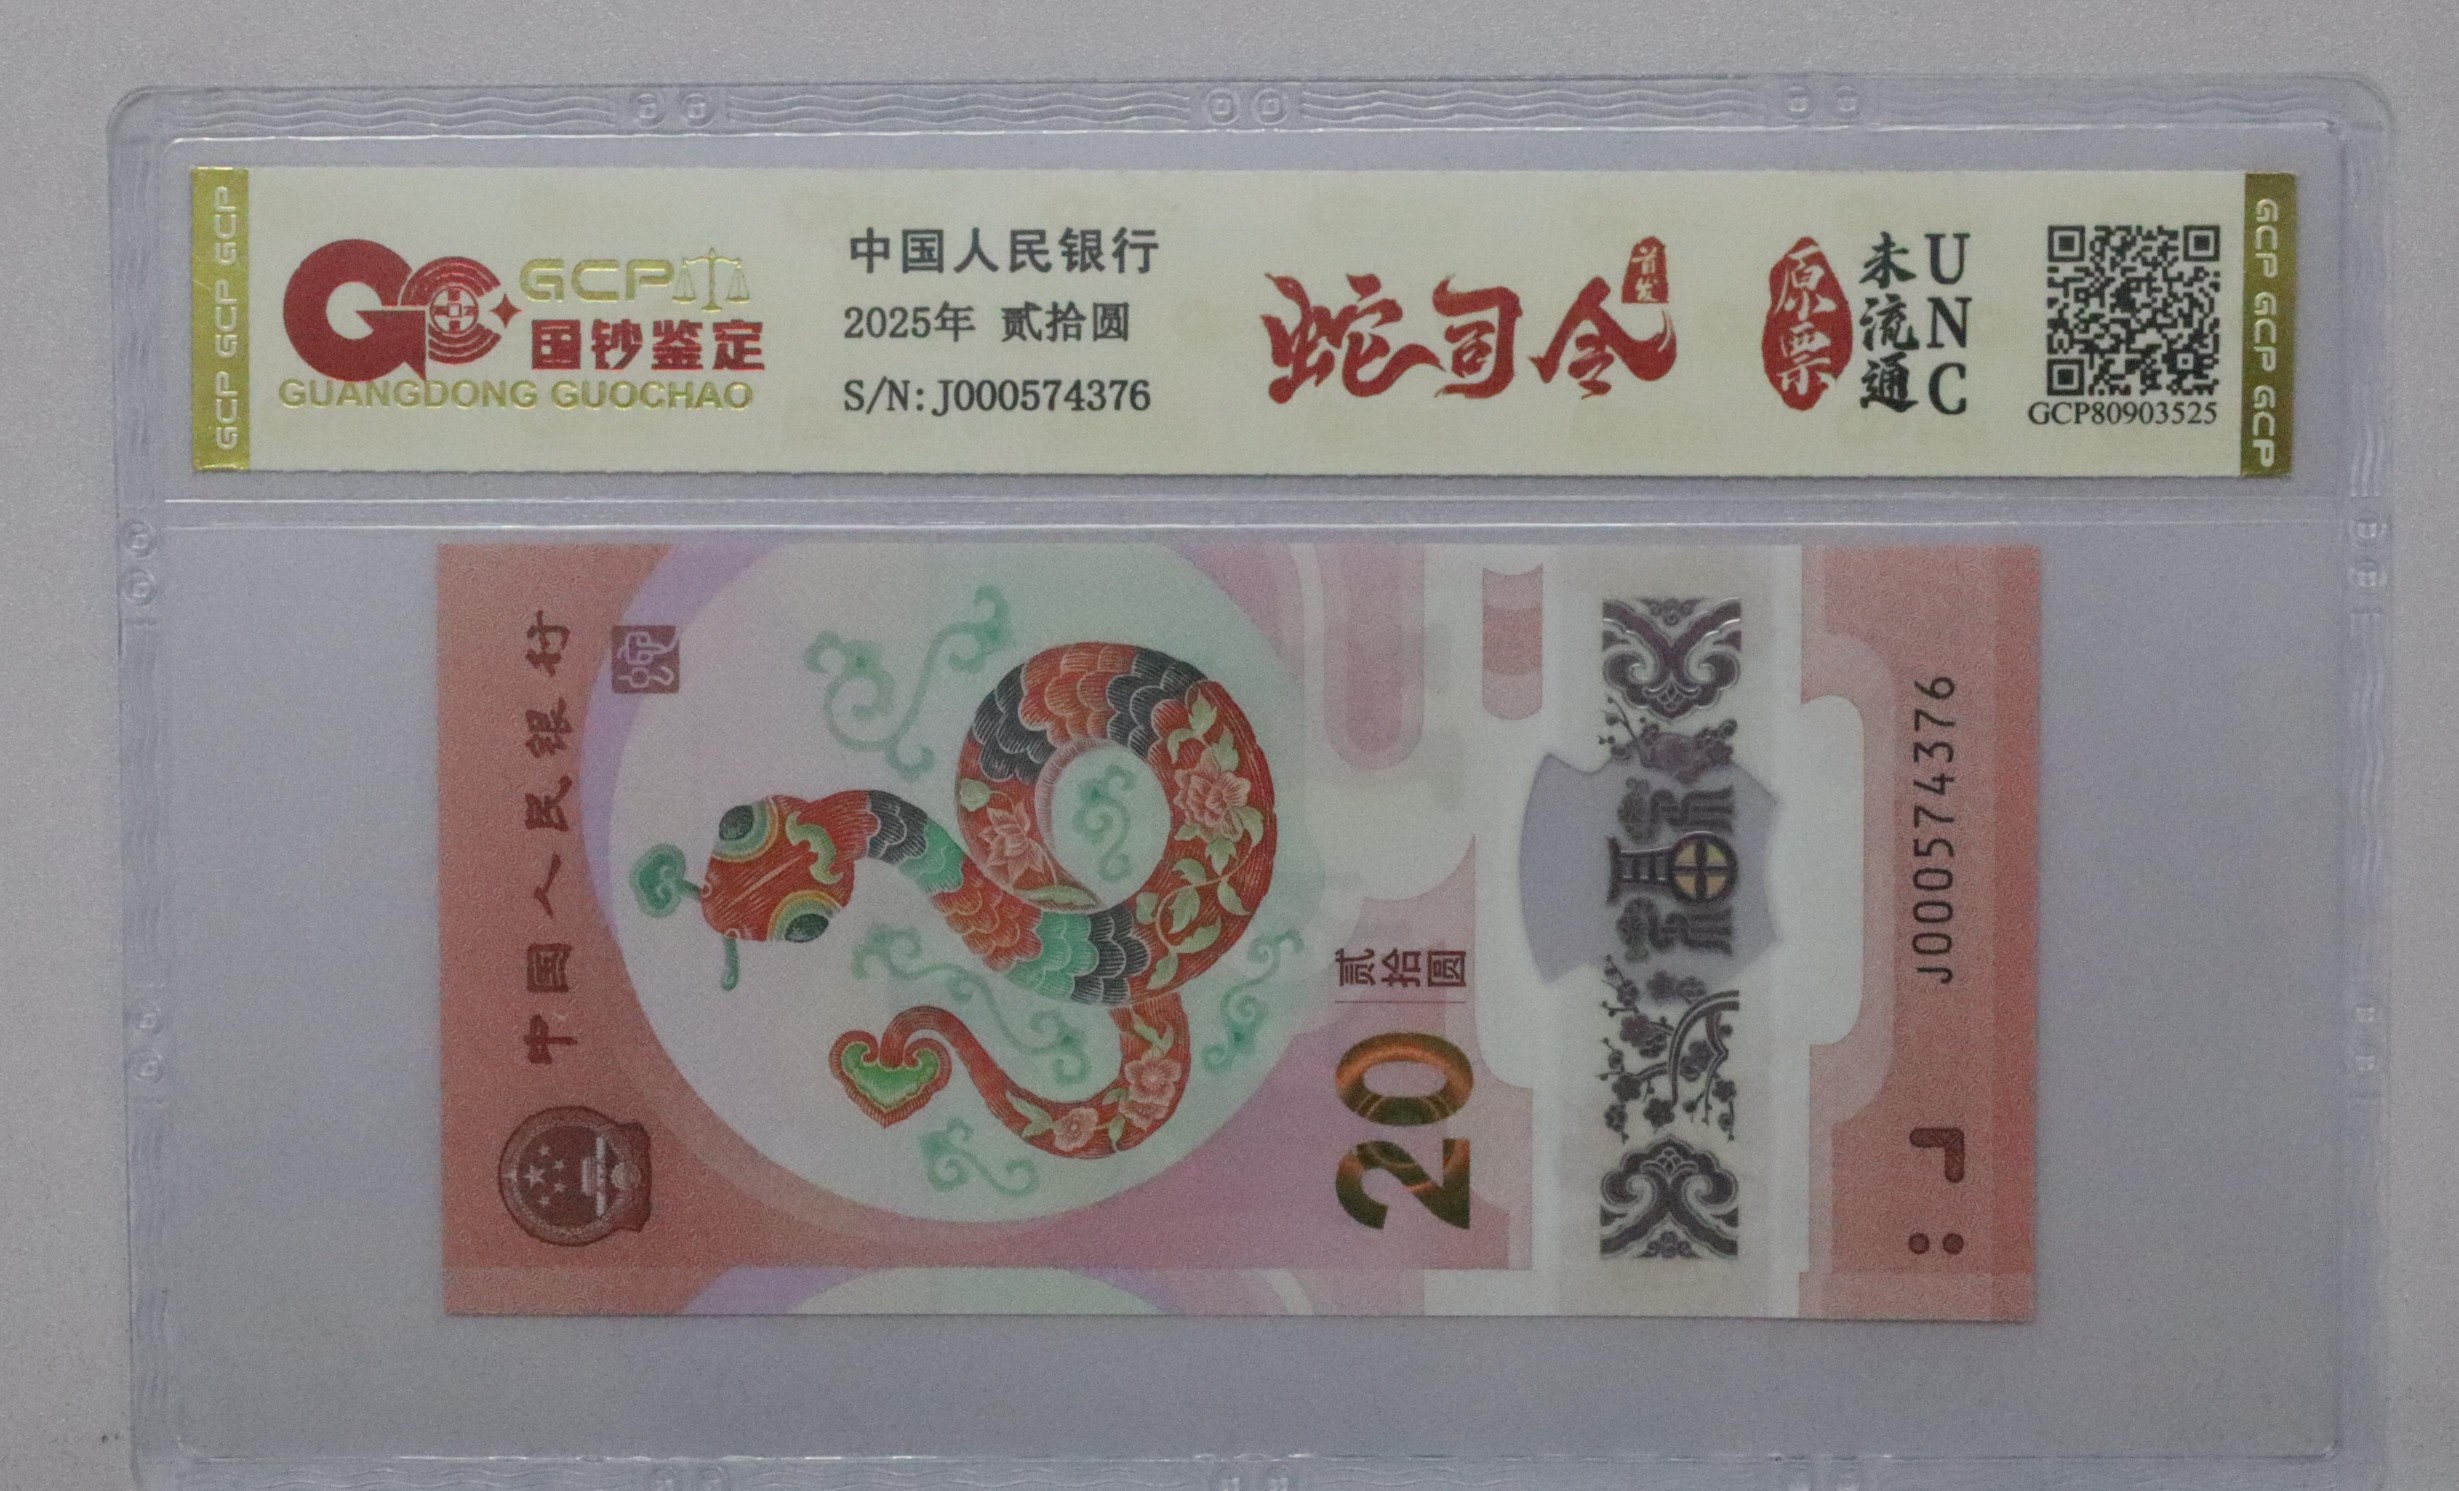 GCP GCP GCP
GCP
国钞鉴定
GUANGDONG GUOCHAO
中国人民银行
2025年 贰拾圆
S/N: J000574376
蛇司令
首发
原票
未流通
UNC
GCP80903525
GCP GCP GCP
中国人民银行
贰拾圆
20
福
J000574376